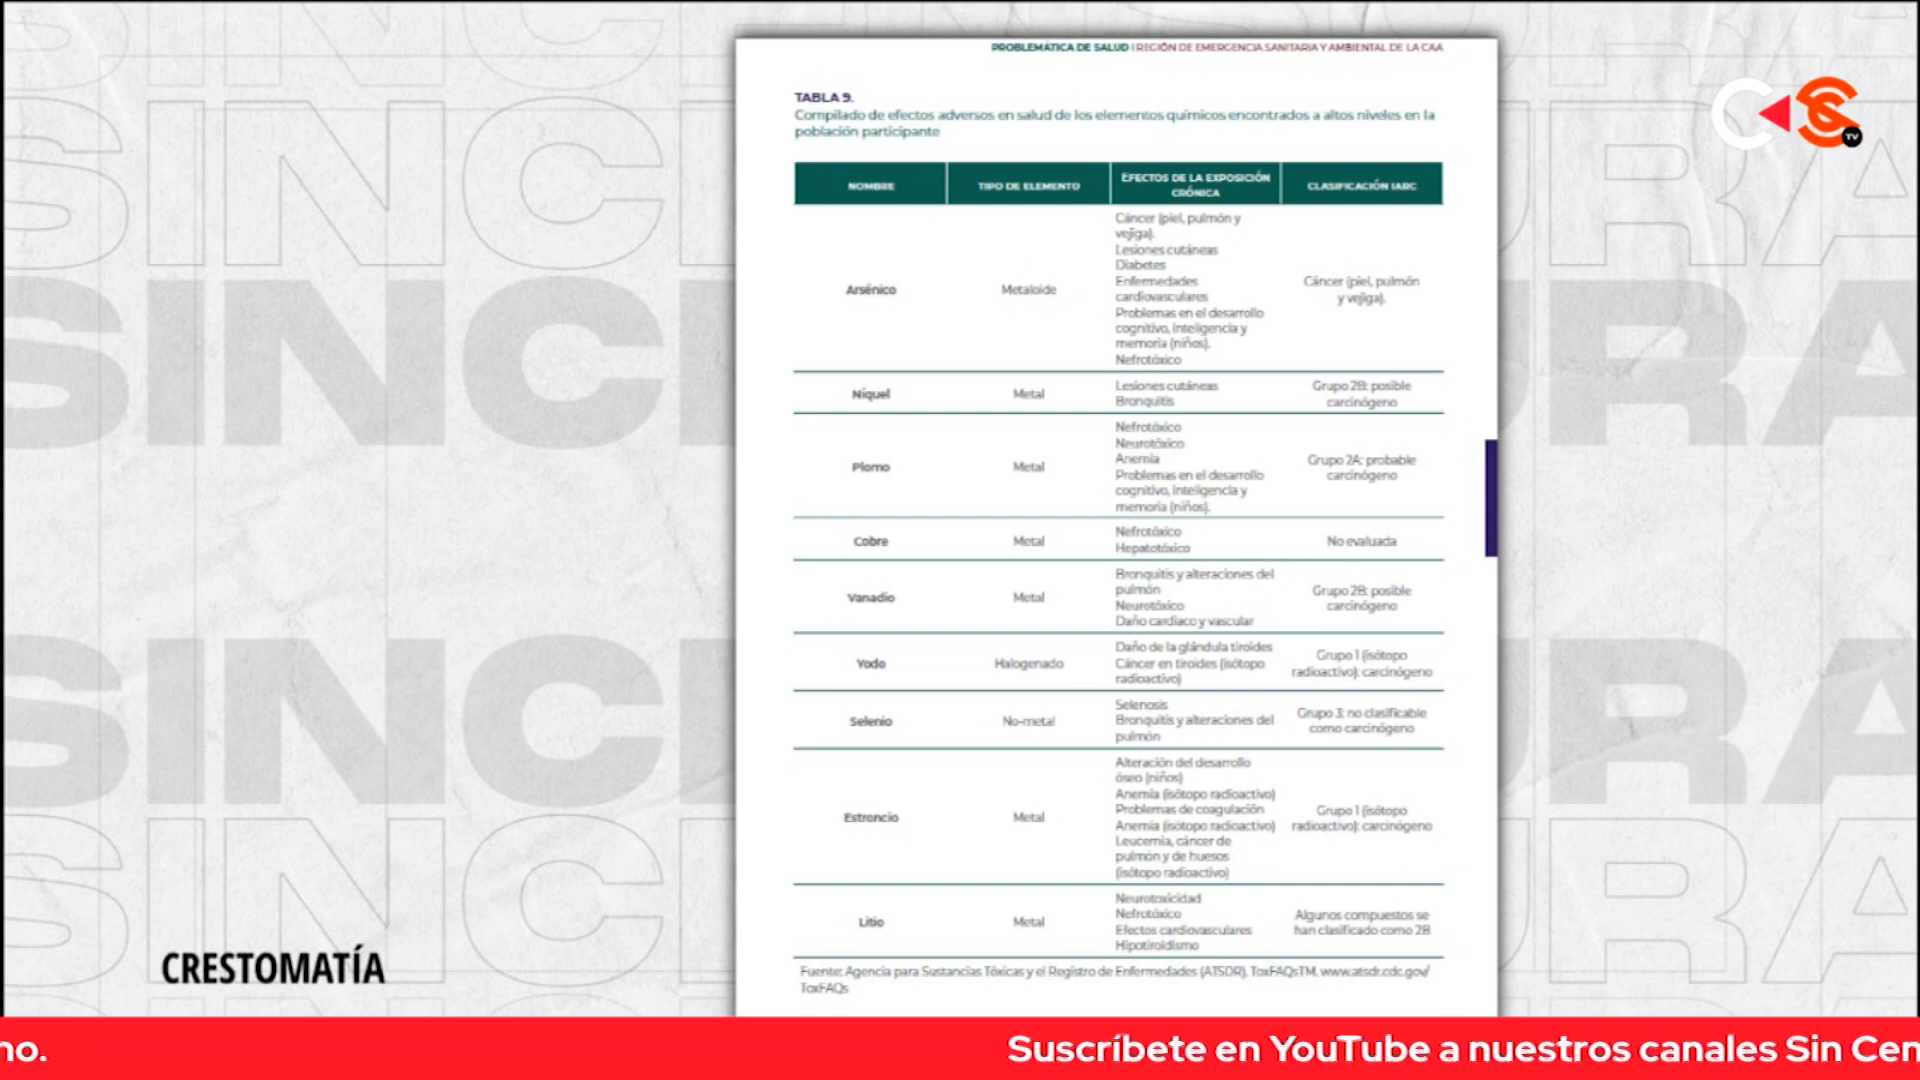 PROBLEMÁTICA DE SALUD | REGIÓN DE EMERGENCIA SANITARIA Y AMBIENTAL DE LA CAA
TABLA 9.
Compilado de efectos adversos en salud de los elementos químicos encontrados a altos niveles en la
población participante
NOMBRE
TIPO DE ELEMENTO
EFECTOS DE LA EXPOSICIÓN
CRÓNICA
CLASIFICACIÓN IARC
Arsénico
Metaloide
Cáncer (piel, pulmón y
vejiga).
Lesiones cutáneas
Diabetes
Enfermedades
cardiovasculares
Problemas en el desarrollo
cognitivo, inteligencia y
memoria (niños).
Nefrotóxico
Cáncer (piel, pulmón
y vejiga).
Níquel
Metal
Lesiones cutáneas
Bronquitis
Grupo 2B: posible
carcinógeno
Plomo
Metal
Nefrotóxico
Neurotóxico
Anemia
Problemas en el desarrollo
cognitivo, inteligencia y
memoria (niños).
Grupo 2A: probable
carcinógeno
Cobre
Metal
Nefrotóxico
Hepatotóxico
No evaluada
Vanadio
Metal
Bronquitis y alteraciones del
pulmón
Neurotóxico
Daño cardíaco y vascular
Grupo 2B: posible
carcinógeno
Yodo
Halogenado
Daño de la glándula tiroides
Cáncer en tiroides (isótopo
radioactivo)
Grupo 1 (isótopo
radioactivo): carcinógeno
Selenio
No-metal
Selenosis
Bronquitis y alteraciones del
pulmón
Grupo 3: no clasificable
como carcinógeno
Estroncio
Metal
Alteración del desarrollo
óseo (niños)
Anemia (isótopo radioactivo)
Problemas de coagulación
Anemia (isótopo radioactivo)
Leucemia, cáncer de
pulmón y de huesos
(isótopo radioactivo)
Grupo 1 (isótopo
radioactivo): carcinógeno
Litio
Metal
Neurotoxicidad
Nefrotóxico
Efectos cardiovasculares
Hipotiroidismo
Algunos compuestos se
han clasificado como 2B
Fuente: Agencia para Sustancias Tóxicas y el Registro de Enfermedades (ATSDR), ToxFAQsTM, www.atsdr.cdc.gov/
ToxFAQs
TV
SINC
URA
SINC
URA
SINC
URA
SINC
URA
CRESTOMATÍA
no.
Suscríbete en YouTube a nuestros canales Sin Cen